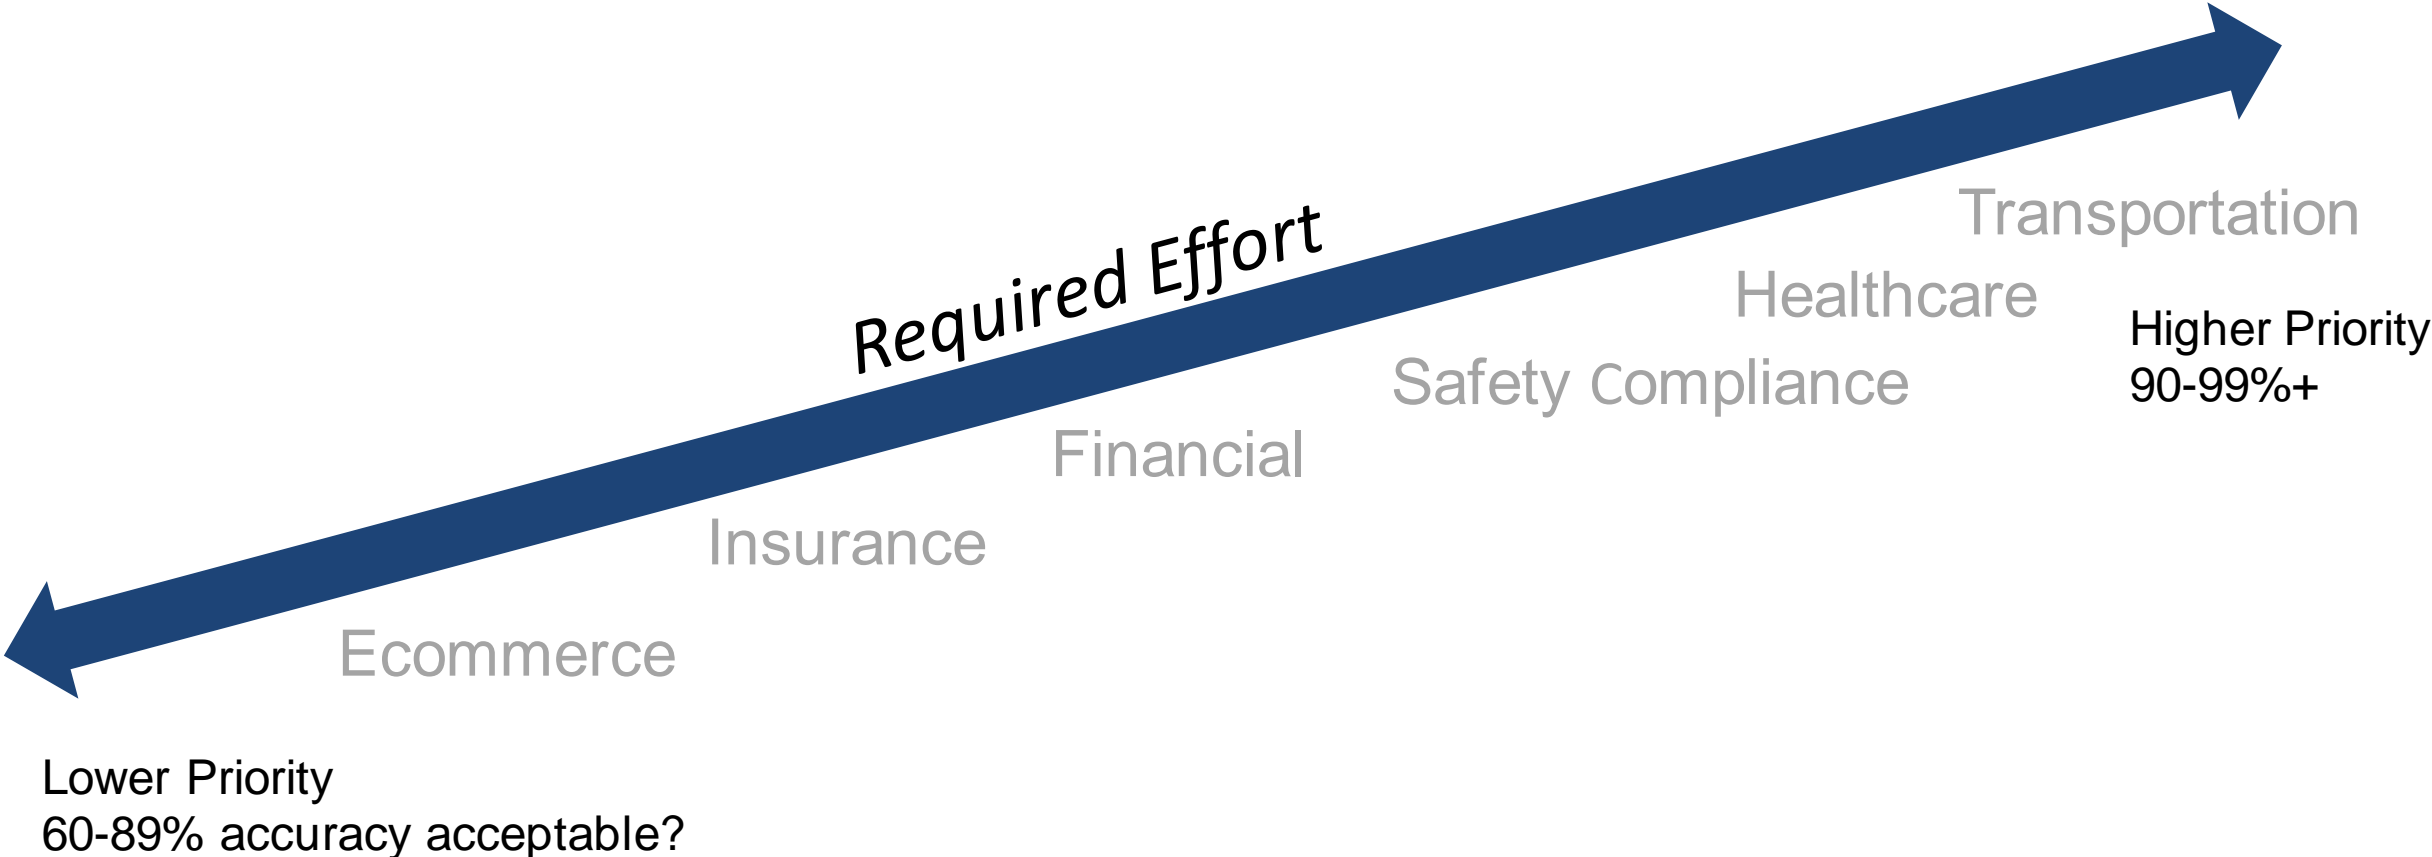 Required Effort
Transportation
Healthcare
Higher Priority
90-99%+
Safety Compliance
Financial
Insurance
Ecommerce
Lower Priority
60-89% accuracy acceptable?